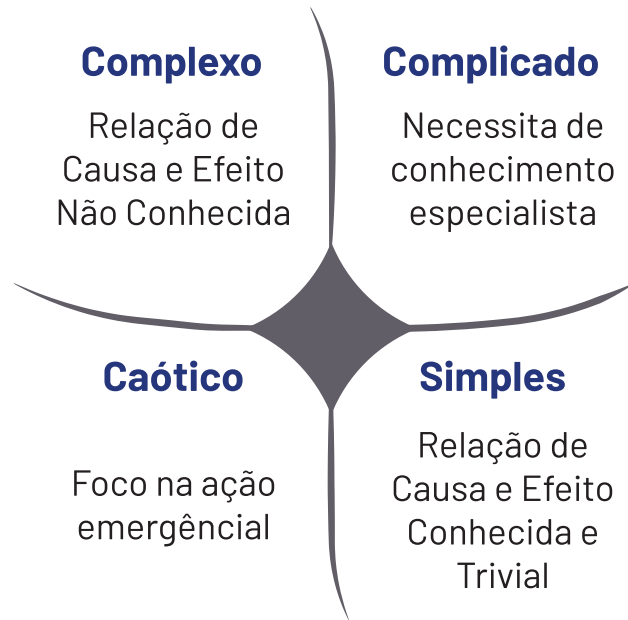 Complexo
Relação de
Causa e Efeito
Não Conhecida
Complicado
Necessita de
conhecimento
especialista
Caótico
Foco na ação
emergêncial
Simples
Relação de
Causa e Efeito
Conhecida e
Trivial